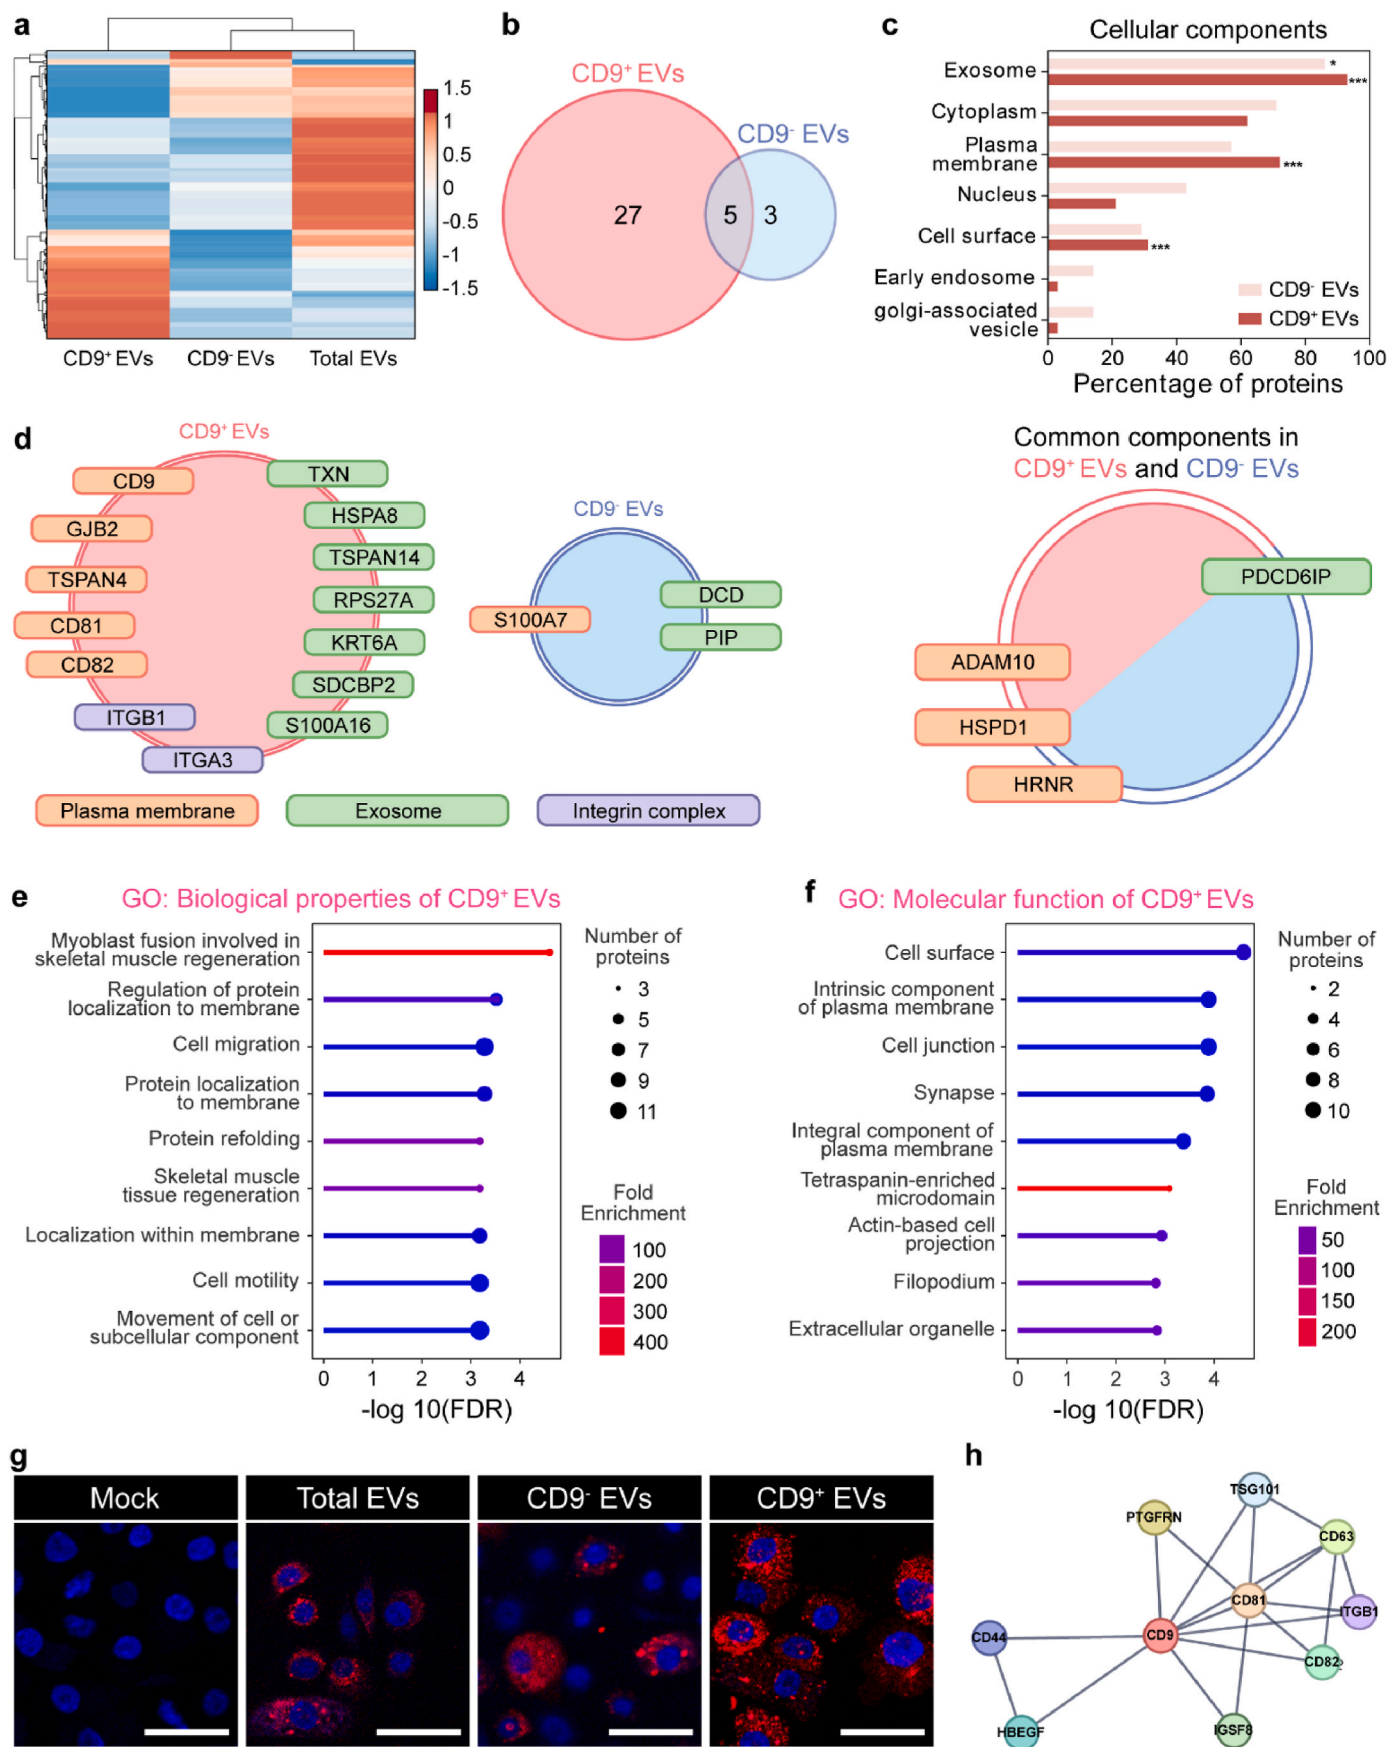 a
1.5
1
0.5
0
-0.5
-1
-1.5
CD9+ EVs
CD9- EVs
Total EVs
b
CD9+ EVs
CD9- EVs
27
5
3
c
Cellular components
Exosome
*
***
Cytoplasm
Plasma
membrane
***
Nucleus
Cell surface
***
Early endosome
golgi-associated
vesicle
CD9- EVs
CD9+ EVs
0 20 40 60 80 100
Percentage of proteins
d
CD9+ EVs
CD9
GJB2
TSPAN4
CD81
CD82
ITGB1
ITGA3
TXN
HSPA8
TSPAN14
RPS27A
KRT6A
SDCBP2
S100A16
CD9- EVs
S100A7
DCD
PIP
Common components in
CD9+ EVs and CD9- EVs
PDCD6IP
ADAM10
HSPD1
HRNR
Plasma membrane
Exosome
Integrin complex
e
GO: Biological properties of CD9+ EVs
Myoblast fusion involved in
skeletal muscle regeneration
Regulation of protein
localization to membrane
Cell migration
Protein localization
to membrane
Protein refolding
Skeletal muscle
tissue regeneration
Localization within membrane
Cell motility
Movement of cell or
subcellular component
0 1 2 3 4
-log 10(FDR)
Number of
proteins
3
5
7
9
11
Fold
Enrichment
100
200
300
400
f
GO: Molecular function of CD9+ EVs
Cell surface
Intrinsic component
of plasma membrane
Cell junction
Synapse
Integral component of
plasma membrane
Tetraspanin-enriched
microdomain
Actin-based cell
projection
Filopodium
Extracellular organelle
0 1 2 3 4
-log 10(FDR)
Number of
proteins
2
4
6
8
10
Fold
Enrichment
50
100
150
200
g
Mock
Total EVs
CD9- EVs
CD9+ EVs
h
TSG101
PTGFRN
CD63
CD81
ITGB1
CD9
CD44
CD82
HBEGF
IGSF8